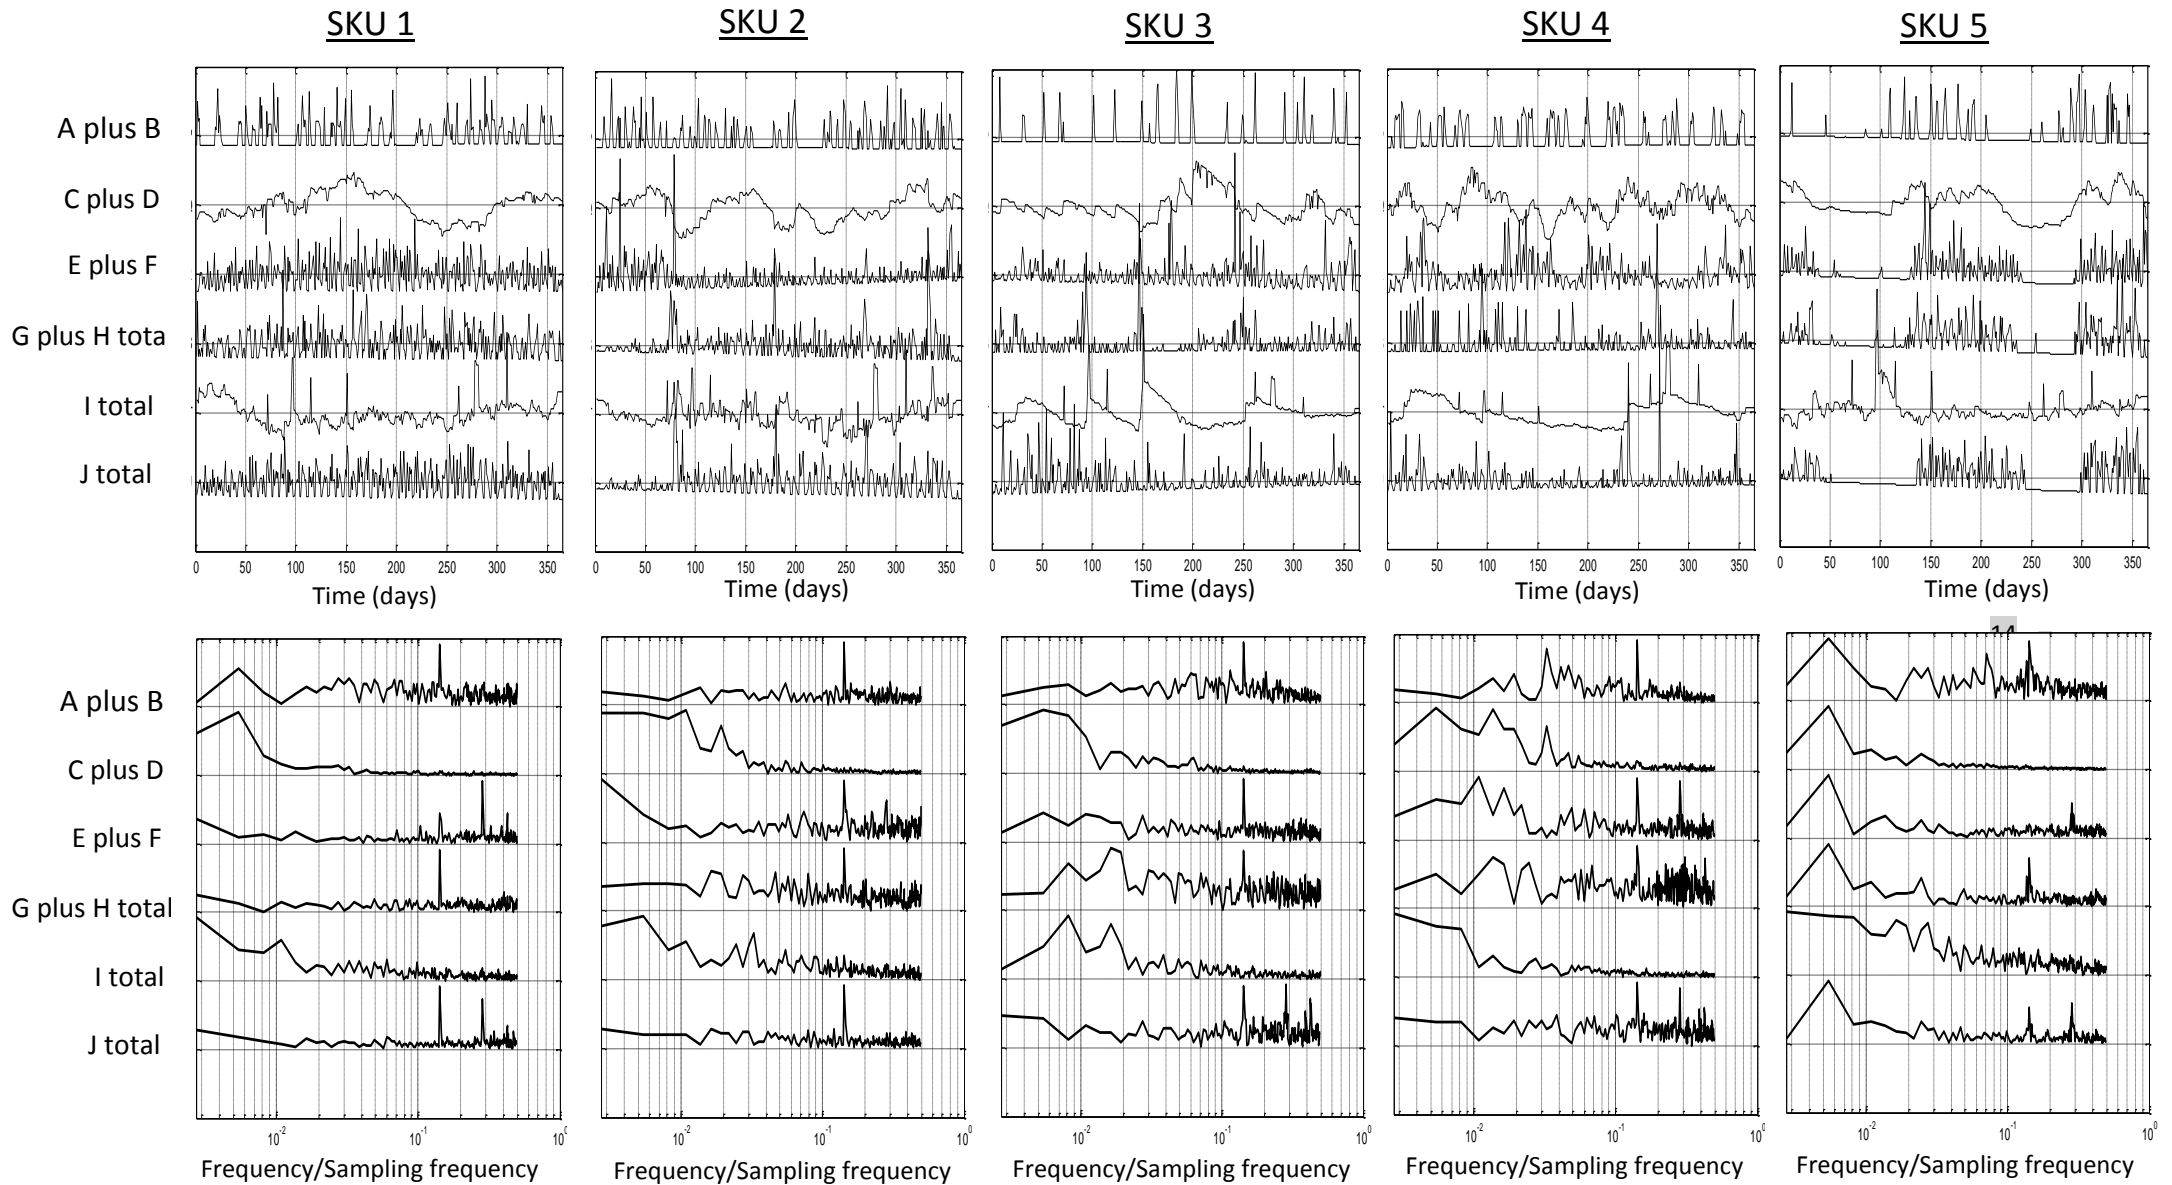 SKU 1 SKU 2 SKU 3 SKU 4 SKU 5
A plus B
C plus D
E plus F
G plus H tota
I total
J total
0 50 100 150 200 250 300 350
0 50 100 150 200 250 300 350
0 50 100 150 200 250 300 350
0 50 100 150 200 250 300 350
0 50 100 150 200 250 300 350
Time (days) Time (days) Time (days) Time (days) Time (days)
A plus B
C plus D
E plus F
G plus H total
I total
J total
10-2 10-1 100
10-2 10-1 100
10-2 10-1 100
10-2 10-1 100
10-2 10-1 100
Frequency/Sampling frequency Frequency/Sampling frequency Frequency/Sampling frequency Frequency/Sampling frequency Frequency/Sampling frequency